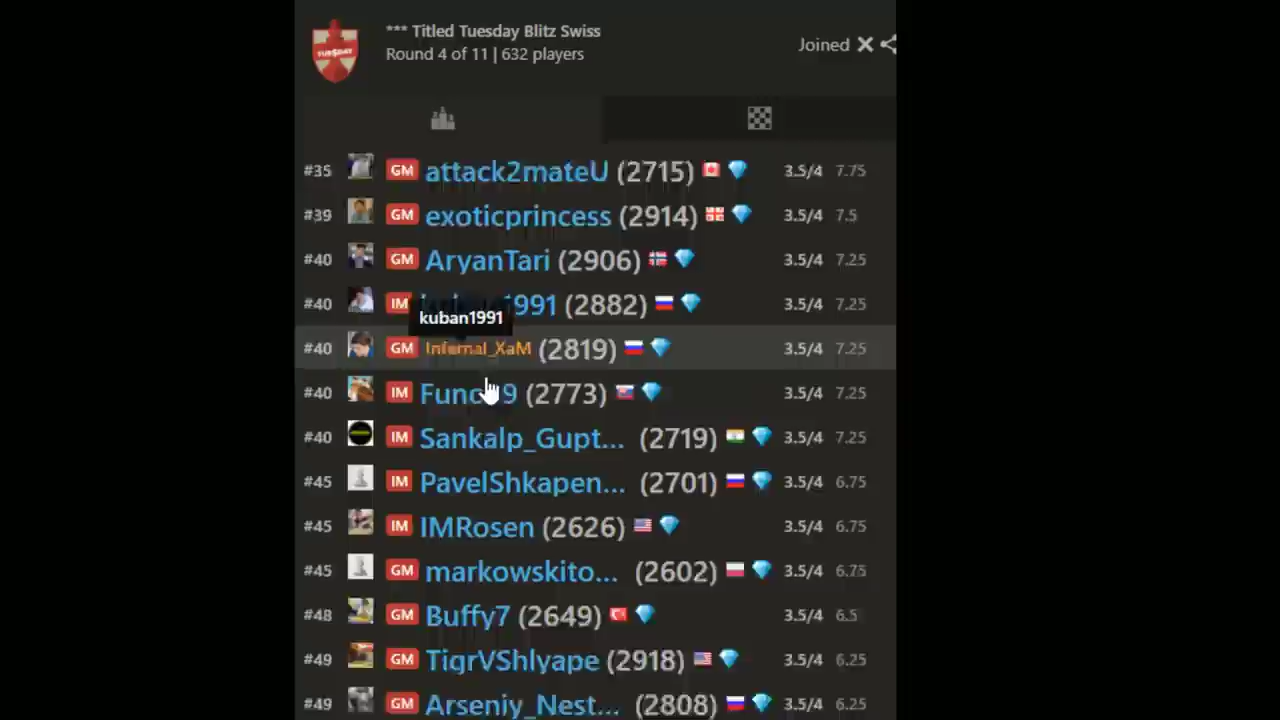 *** Titled Tuesday Blitz Swiss
Round 4 of 11 | 632 players
Joined
TUESDAY
#35 GM attack2mateU (2715) 3.5/4 7.75
#39 GM exoticprincess (2914) 3.5/4 7.5
#40 GM AryanTari (2906) 3.5/4 7.25
#40 IM 1991 (2882) 3.5/4 7.25
kuban1991
#40 GM Infernal_XaM (2819) 3.5/4 7.25
#40 IM (2773) 3.5/4 7.25
#40 IM Sankalp_Gupt... (2719) 3.5/4 7.25
#45 IM PavelShkapen... (2701) 3.5/4 6.75
#45 IM IMRosen (2626) 3.5/4 6.75
#45 GM markowskito... (2602) 3.5/4 6.75
#48 GM Buffy7 (2649) 3.5/4 6.5
#49 GM TigrVShlyape (2918) 3.5/4 6.25
#49 GM Arseniy_Nest... (2808) 3.5/4 6.25